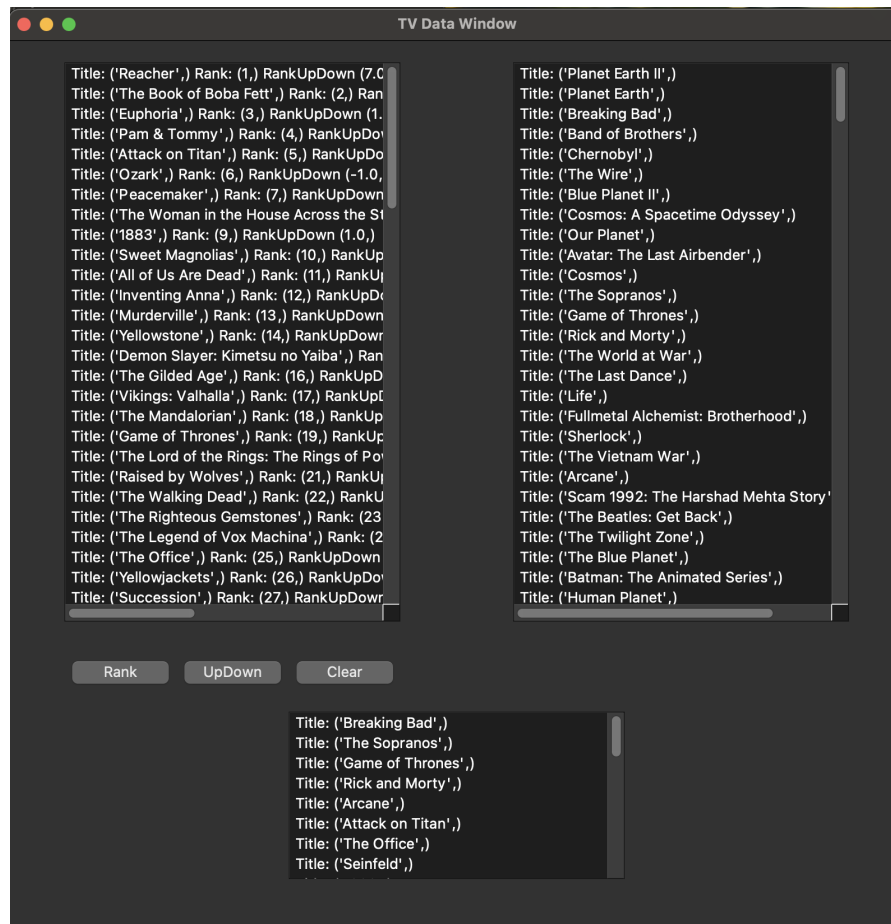 TV Data Window
Title: ('Reacher',) Rank: (1,) RankUpDown (7.0
Title: ('The Book of Boba Fett',) Rank: (2,) Ran
Title: ('Euphoria',) Rank: (3,) RankUpDown (1.
Title: ('Pam & Tommy',) Rank: (4,) RankUpDo
Title: ('Attack on Titan',) Rank: (5,) RankUpDo
Title: ('Ozark',) Rank: (6,) RankUpDown (-1.0,
Title: ('Peacemaker',) Rank: (7,) RankUpDown
Title: ('The Woman in the House Across the St
Title: ('1883',) Rank: (9,) RankUpDown (1.0,)
Title: ('Sweet Magnolias',) Rank: (10,) RankUp
Title: ('All of Us Are Dead',) Rank: (11,) RankUp
Title: ('Inventing Anna',) Rank: (12,) RankUpDo
Title: ('Murderville',) Rank: (13,) RankUpDown
Title: ('Yellowstone',) Rank: (14,) RankUpDown
Title: ('Demon Slayer: Kimetsu no Yaiba',) Ran
Title: ('The Gilded Age',) Rank: (16,) RankUpD
Title: ('Vikings: Valhalla',) Rank: (17,) RankUpD
Title: ('The Mandalorian',) Rank: (18,) RankUp
Title: ('Game of Thrones',) Rank: (19,) RankUp
Title: ('The Lord of the Rings: The Rings of Po
Title: ('Raised by Wolves',) Rank: (21,) RankUp
Title: ('The Walking Dead',) Rank: (22,) RankU
Title: ('The Righteous Gemstones',) Rank: (23
Title: ('The Legend of Vox Machina',) Rank: (2
Title: ('The Office',) Rank: (25,) RankUpDown
Title: ('Yellowjackets',) Rank: (26,) RankUpDo
Title: ('Succession',) Rank: (27,) RankUpDown
Title: ('Planet Earth II',)
Title: ('Planet Earth',)
Title: ('Breaking Bad',)
Title: ('Band of Brothers',)
Title: ('Chernobyl',)
Title: ('The Wire',)
Title: ('Blue Planet II',)
Title: ('Cosmos: A Spacetime Odyssey',)
Title: ('Our Planet',)
Title: ('Avatar: The Last Airbender',)
Title: ('Cosmos',)
Title: ('The Sopranos',)
Title: ('Game of Thrones',)
Title: ('Rick and Morty',)
Title: ('The World at War',)
Title: ('The Last Dance',)
Title: ('Life',)
Title: ('Fullmetal Alchemist: Brotherhood',)
Title: ('Sherlock',)
Title: ('The Vietnam War',)
Title: ('Arcane',)
Title: ('Scam 1992: The Harshad Mehta Story'
Title: ('The Beatles: Get Back',)
Title: ('The Twilight Zone',)
Title: ('The Blue Planet',)
Title: ('Batman: The Animated Series',)
Title: ('Human Planet',)
Rank
UpDown
Clear
Title: ('Breaking Bad',)
Title: ('The Sopranos',)
Title: ('Game of Thrones',)
Title: ('Rick and Morty',)
Title: ('Arcane',)
Title: ('Attack on Titan',)
Title: ('The Office',)
Title: ('Seinfeld',)